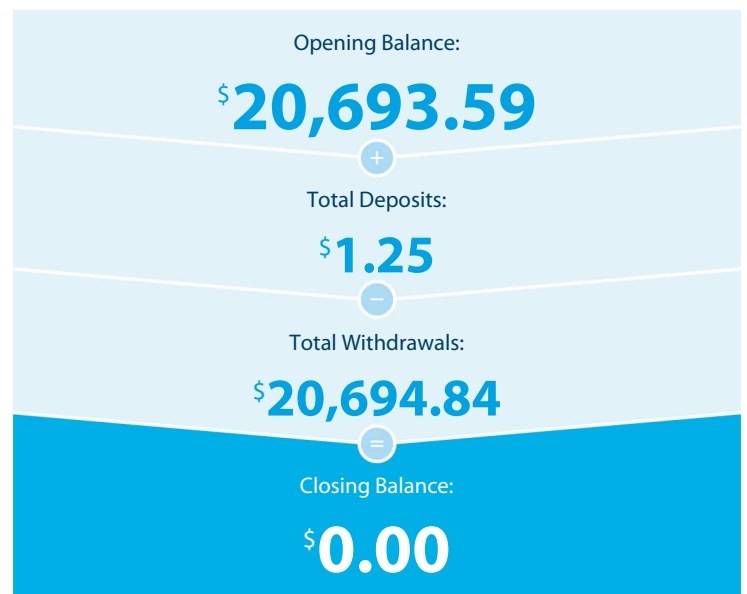 Opening Balance:
$20,693.59
+
Total Deposits:
$1.25
−
Total Withdrawals:
$20,694.84
=
Closing Balance:
$0.00